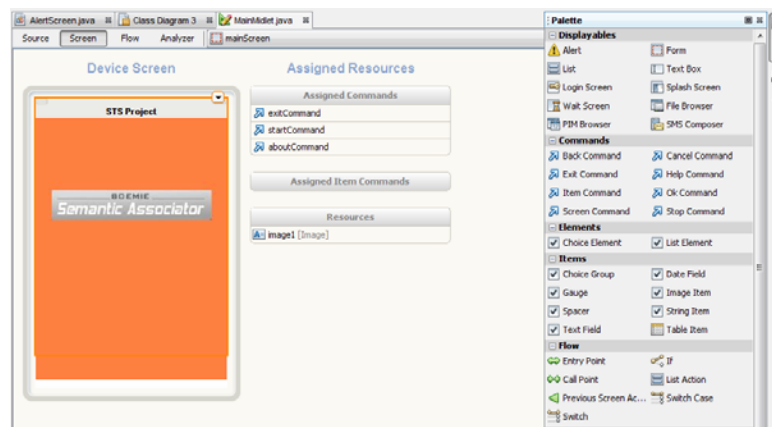 AlertScreen.java Class Diagram 3 MainMidlet.java
Source Screen Flow Analyzer mainScreen
Device Screen
STS Project
BOEMIE
Semantic Associator
Assigned Resources
Assigned Commands
exitCommand
startCommand
aboutCommand
Assigned Item Commands
Resources
image1 [Image]
Palette
Displayables
Alert Form
List Text Box
Login Screen Splash Screen
Wait Screen File Browser
PIM Browser SMS Composer
Commands
Back Command Cancel Command
Exit Command Help Command
Item Command Ok Command
Screen Command Stop Command
Elements
Choice Element List Element
Items
Choice Group Date Field
Gauge Image Item
Spacer String Item
Text Field Table Item
Flow
Entry Point If
Call Point List Action
Previous Screen Ac... Switch Case
Switch